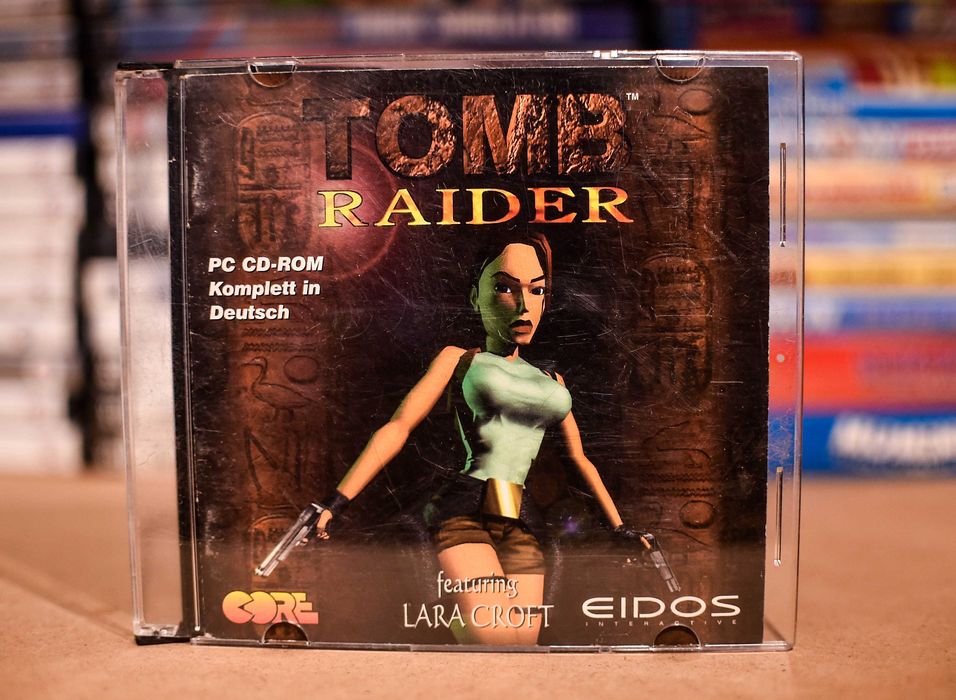 TOMB™
RAIDER
PC CD-ROM
Komplett in
Deutsch
featuring
LARA CROFT
CORE
EIDOS
INTERACTIVE